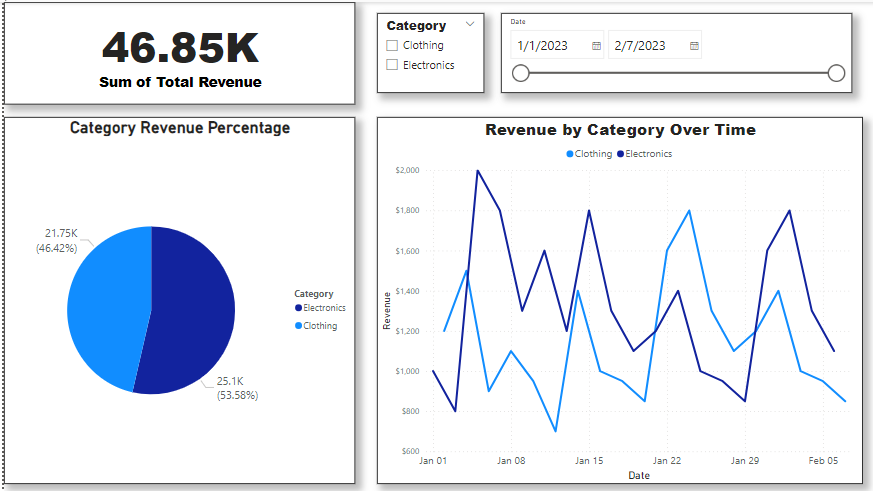 46.85K
Sum of Total Revenue
Category
Clothing
Electronics
Date
1/1/2023
2/7/2023
Category Revenue Percentage
21.75K
(46.42%)
25.1K
(53.58%)
Category
Electronics
Clothing
Revenue by Category Over Time
Clothing Electronics
$2,000
$1,800
$1,600
$1,400
$1,200
$1,000
$800
$600
Revenue
Jan 01 Jan 08 Jan 15 Jan 22 Jan 29 Feb 05
Date